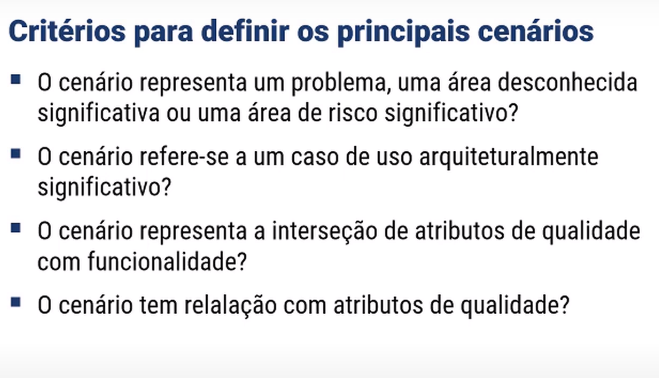 Critérios para definir os principais cenários
▪ O cenário representa um problema, uma área desconhecida
significativa ou uma área de risco significativo?
▪ O cenário refere-se a um caso de uso arquiteturalmente
significativo?
▪ O cenário representa a interseção de atributos de qualidade
com funcionalidade?
▪ O cenário tem relalação com atributos de qualidade?